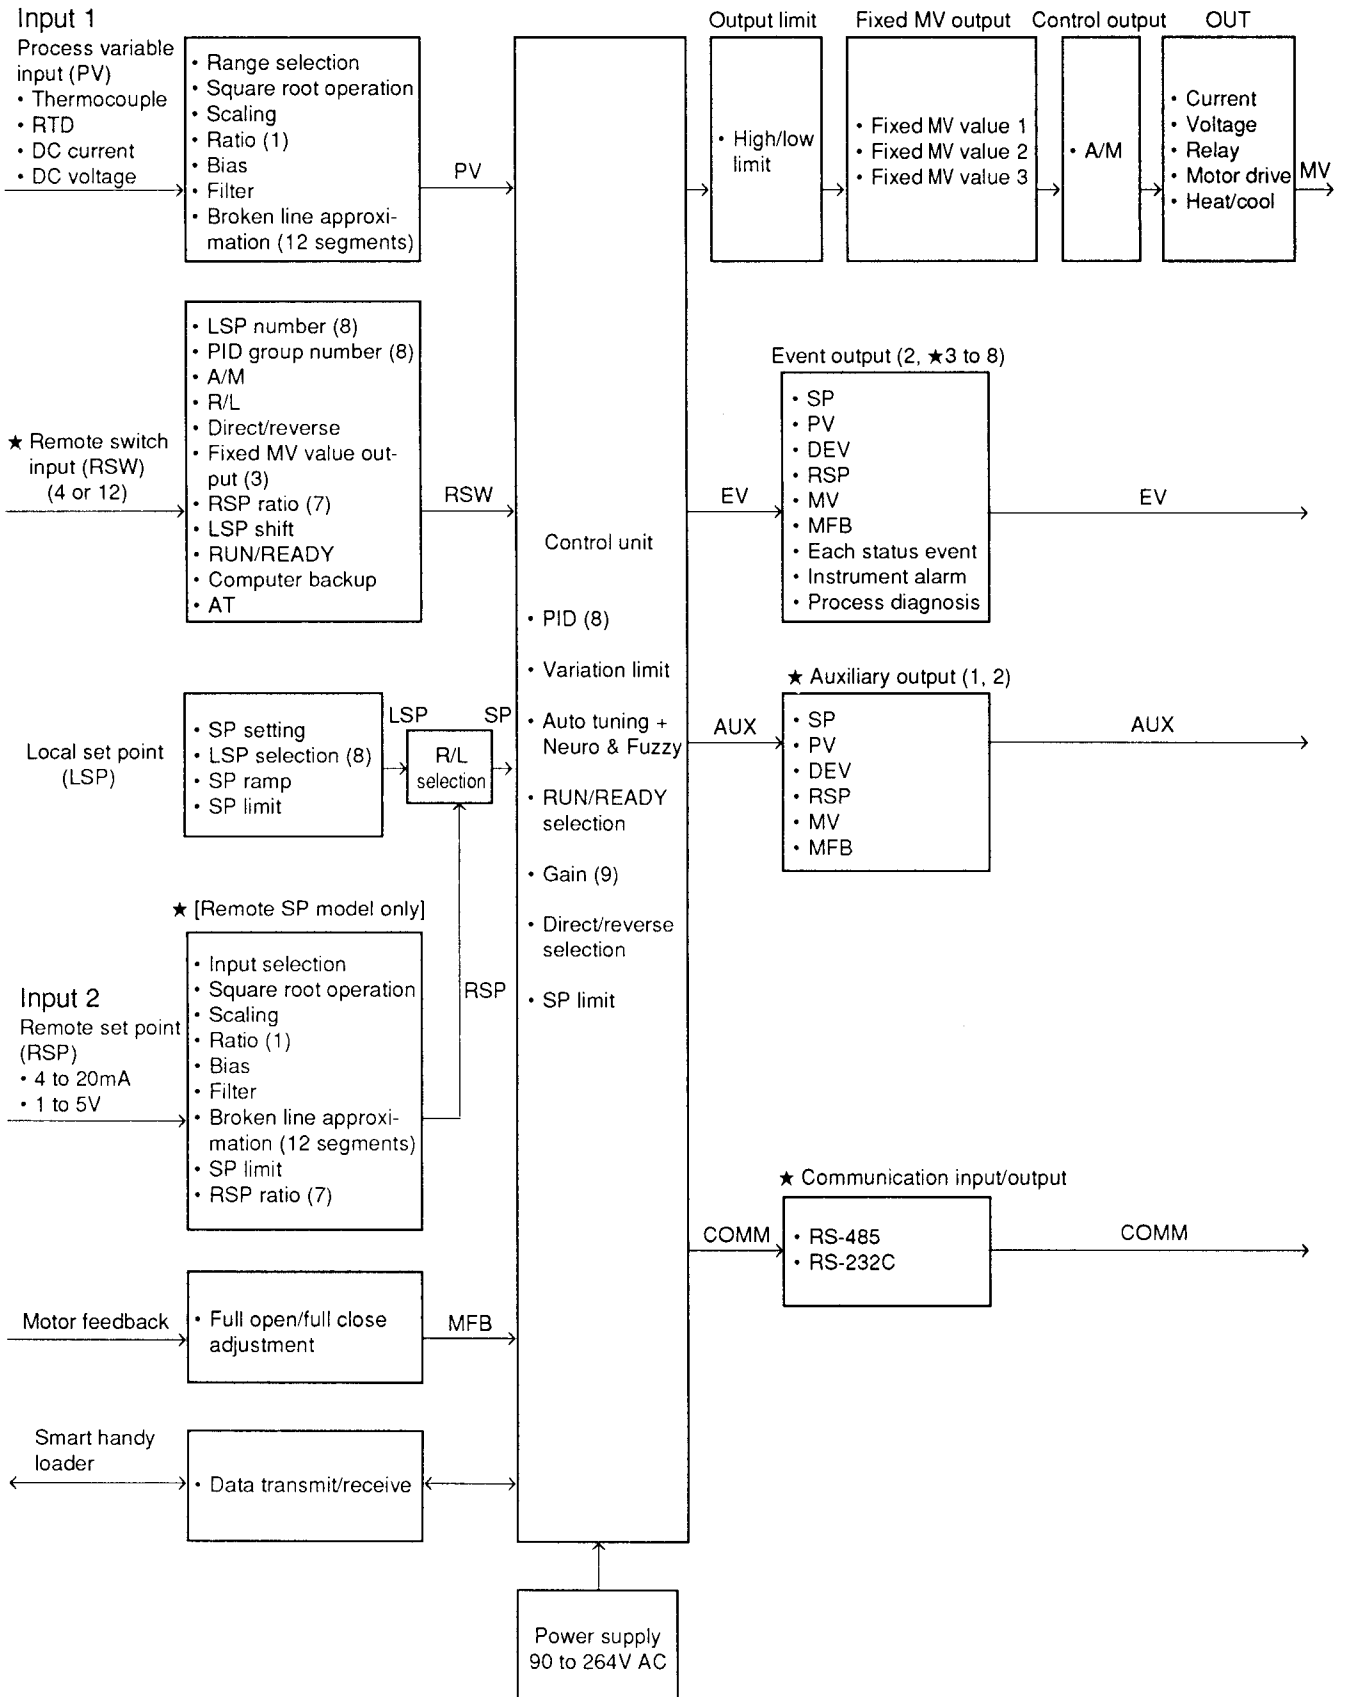 Input 1
Process variable
input (PV)
• Thermocouple
• RTD
• DC current
• DC voltage
• Range selection
• Square root operation
• Scaling
• Ratio (1)
• Bias
• Filter
• Broken line approxi-
mation (12 segments)
PV
Output limit
• High/low
limit
Fixed MV output
• Fixed MV value 1
• Fixed MV value 2
• Fixed MV value 3
Control output
• A/M
OUT
• Current
• Voltage
• Relay
• Motor drive
• Heat/cool
MV
★ Remote switch
input (RSW)
(4 or 12)
• LSP number (8)
• PID group number (8)
• A/M
• R/L
• Direct/reverse
• Fixed MV value out-
put (3)
• RSP ratio (7)
• LSP shift
• RUN/READY
• Computer backup
• AT
RSW
Control unit
• PID (8)
• Variation limit
• Auto tuning +
Neuro & Fuzzy
• RUN/READY
selection
• Gain (9)
• Direct/reverse
selection
• SP limit
EV
Event output (2, ★3 to 8)
• SP
• PV
• DEV
• RSP
• MV
• MFB
• Each status event
• Instrument alarm
• Process diagnosis
EV
Local set point
(LSP)
• SP setting
• LSP selection (8)
• SP ramp
• SP limit
LSP
R/L
selection
SP
AUX
★ Auxiliary output (1, 2)
• SP
• PV
• DEV
• RSP
• MV
• MFB
AUX
★ [Remote SP model only]
Input 2
Remote set point
(RSP)
• 4 to 20mA
• 1 to 5V
• Input selection
• Square root operation
• Scaling
• Ratio (1)
• Bias
• Filter
• Broken line approxi-
mation (12 segments)
• SP limit
• RSP ratio (7)
RSP
COMM
★ Communication input/output
• RS-485
• RS-232C
COMM
Motor feedback
• Full open/full close
adjustment
MFB
Smart handy
loader
• Data transmit/receive
Power supply
90 to 264V AC